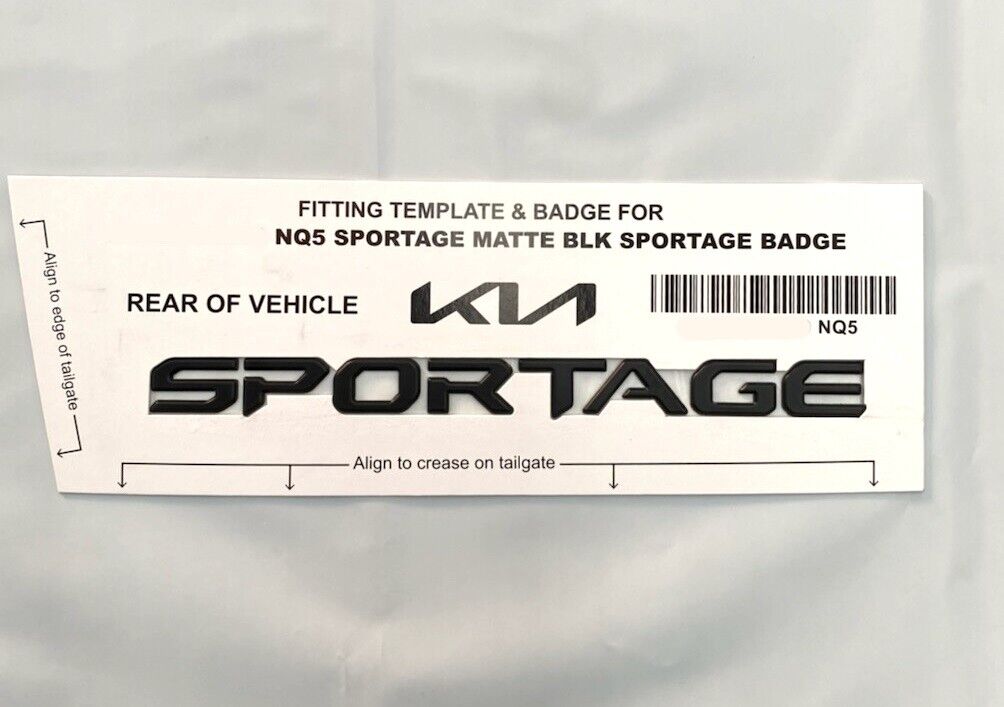 FITTING TEMPLATE & BADGE FOR
NQ5 SPORTAGE MATTE BLK SPORTAGE BADGE
REAR OF VEHICLE
KIA
NQ5
SPORTAGE
Align to edge of tailgate
Align to crease on tailgate